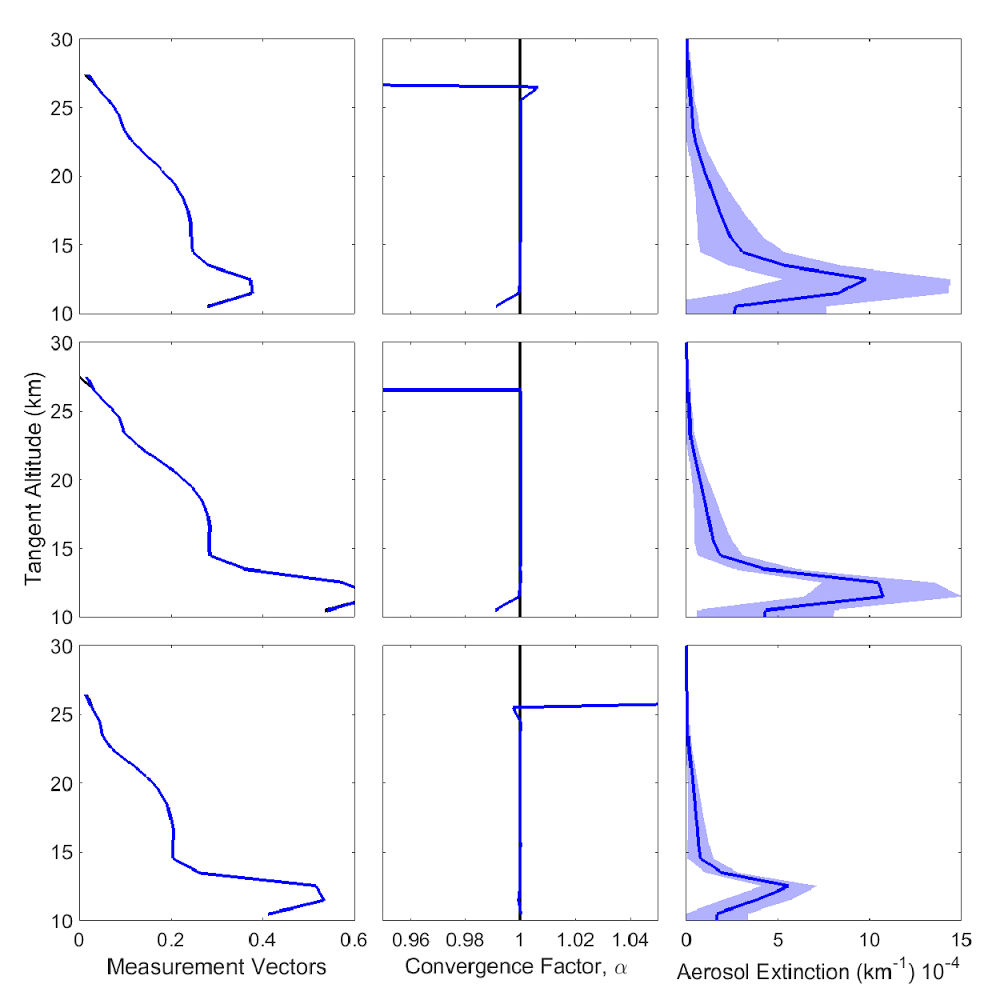 30
25
20
15
10
30
25
20
15
10
30
25
20
15
10
Tangent Altitude (km)
0 0.2 0.4 0.6
0.96 0.98 1 1.02 1.04
0 5 10 15
Measurement Vectors
Convergence Factor, α
Aerosol Extinction (km⁻¹) 10⁻⁴